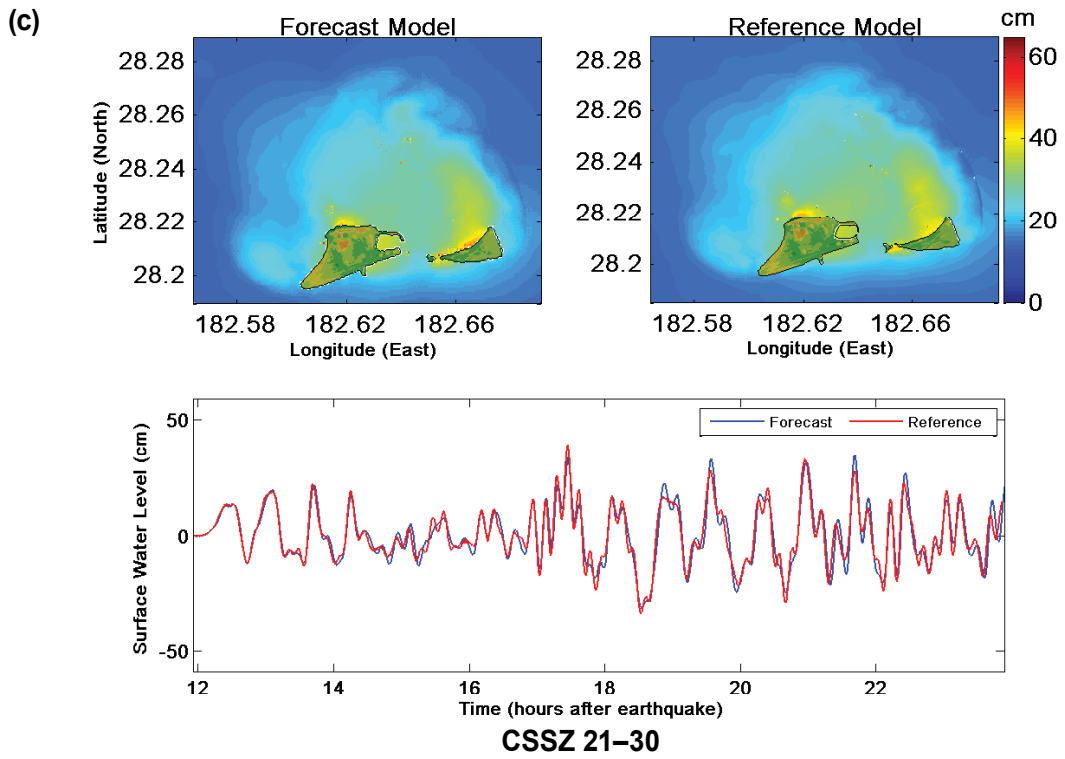 (c)
Forecast Model
Reference Model
cm
Latitude (North)
28.28
28.26
28.24
28.22
28.2
182.58 182.62 182.66
Longitude (East)
28.28
28.26
28.24
28.22
28.2
182.58 182.62 182.66
Longitude (East)
60
40
20
0
Surface Water Level (cm)
50
0
-50
Forecast Reference
12 14 16 18 20 22
Time (hours after earthquake)
CSSZ 21–30